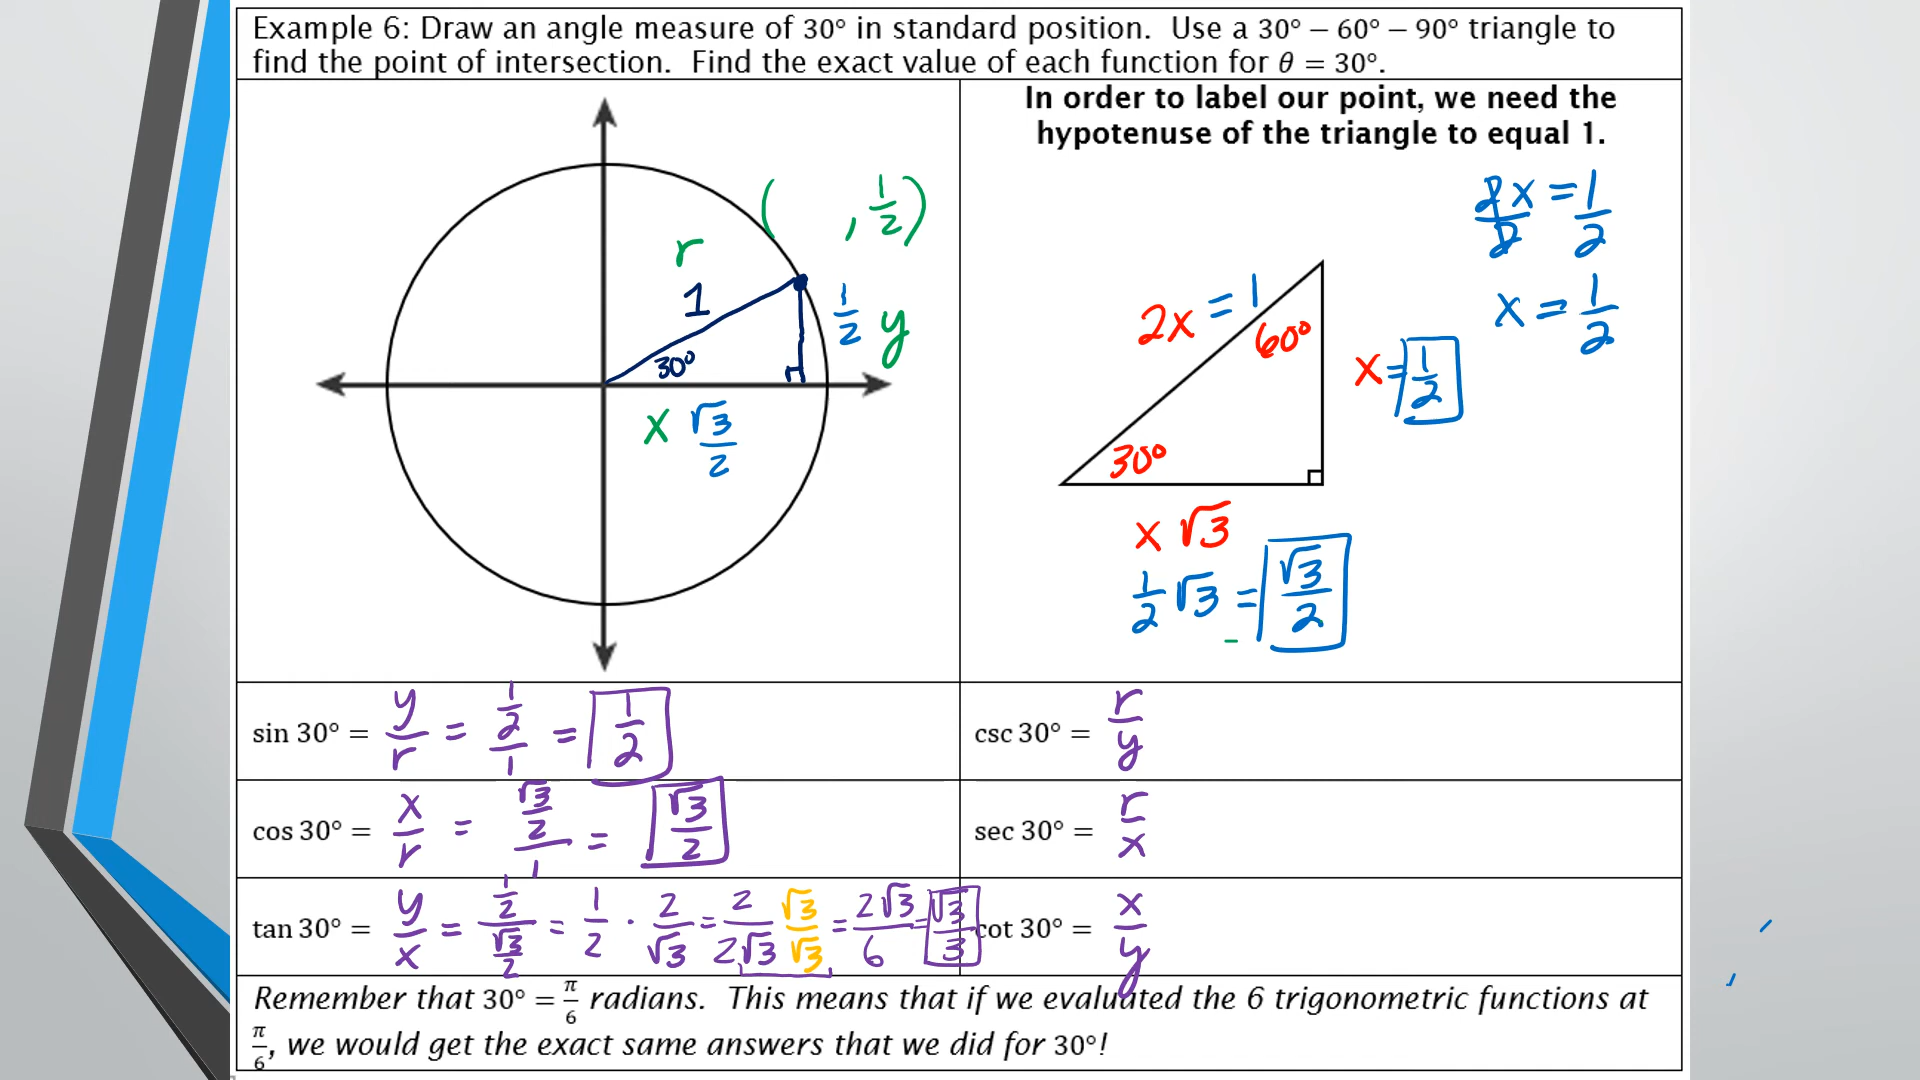 Example 6: Draw an angle measure of 30° in standard position. Use a 30° – 60° – 90° triangle to
find the point of intersection. Find the exact value of each function for θ = 30°.
( , 1/2)
r
1
30°
1/2 y
x √3/2
In order to label our point, we need the
hypotenuse of the triangle to equal 1.
2x/2 = 1/2
x = 1/2
2x = 1
60°
x = 1/2
30°
x √3
1/2 √3 = √3/2
sin 30° = y/r = (1/2)/1 = 1/2
csc 30° = r/y
cos 30° = x/r = (√3/2)/1 = √3/2
sec 30° = r/x
tan 30° = y/x = (1/2)/(√3/2) = 1/2 · 2/√3 = 2/2√3 √3/√3 = 2√3/6 = √3/3
cot 30° = x/y
Remember that 30° = π/6 radians. This means that if we evaluated the 6 trigonometric functions at
π/6, we would get the exact same answers that we did for 30°!